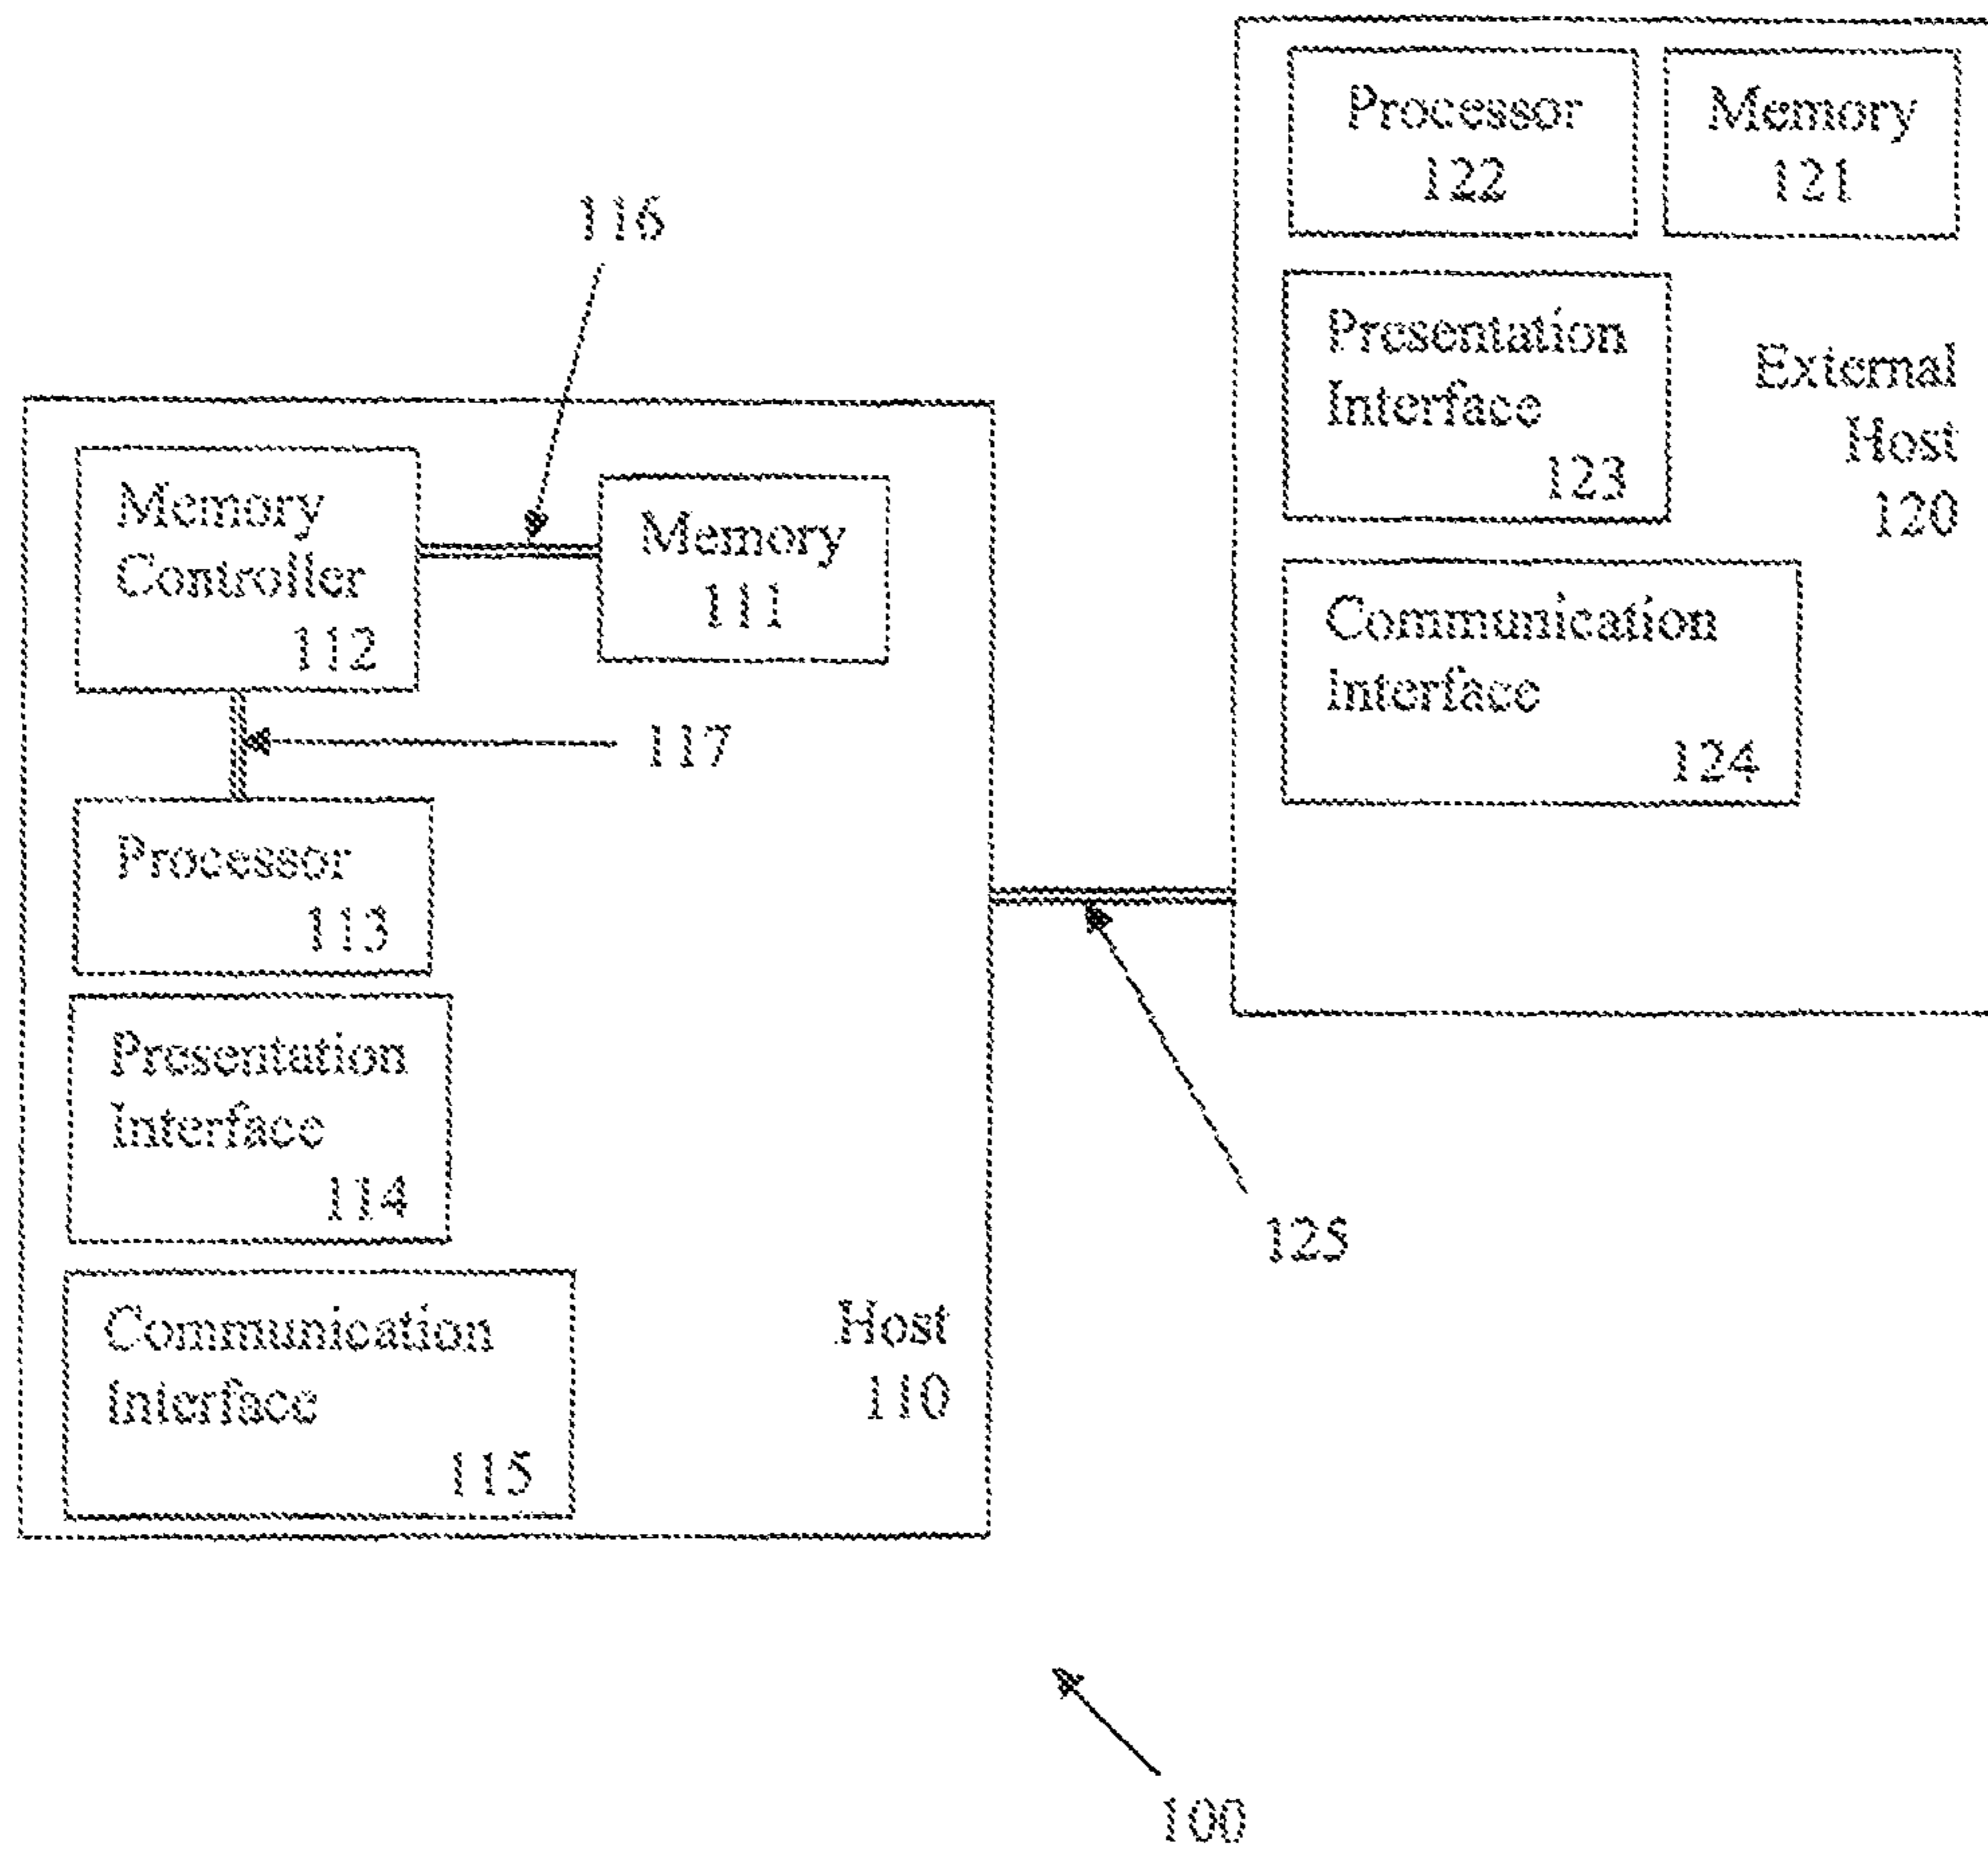 Processor
122
Memory
121
116
Presentation
Interface
123
External
Host
120
Memory
Controller
112
Memory
111
Communication
Interface
124
117
Processor
113
Presentation
Interface
114
125
Communication
Interface
115
Host
110
100